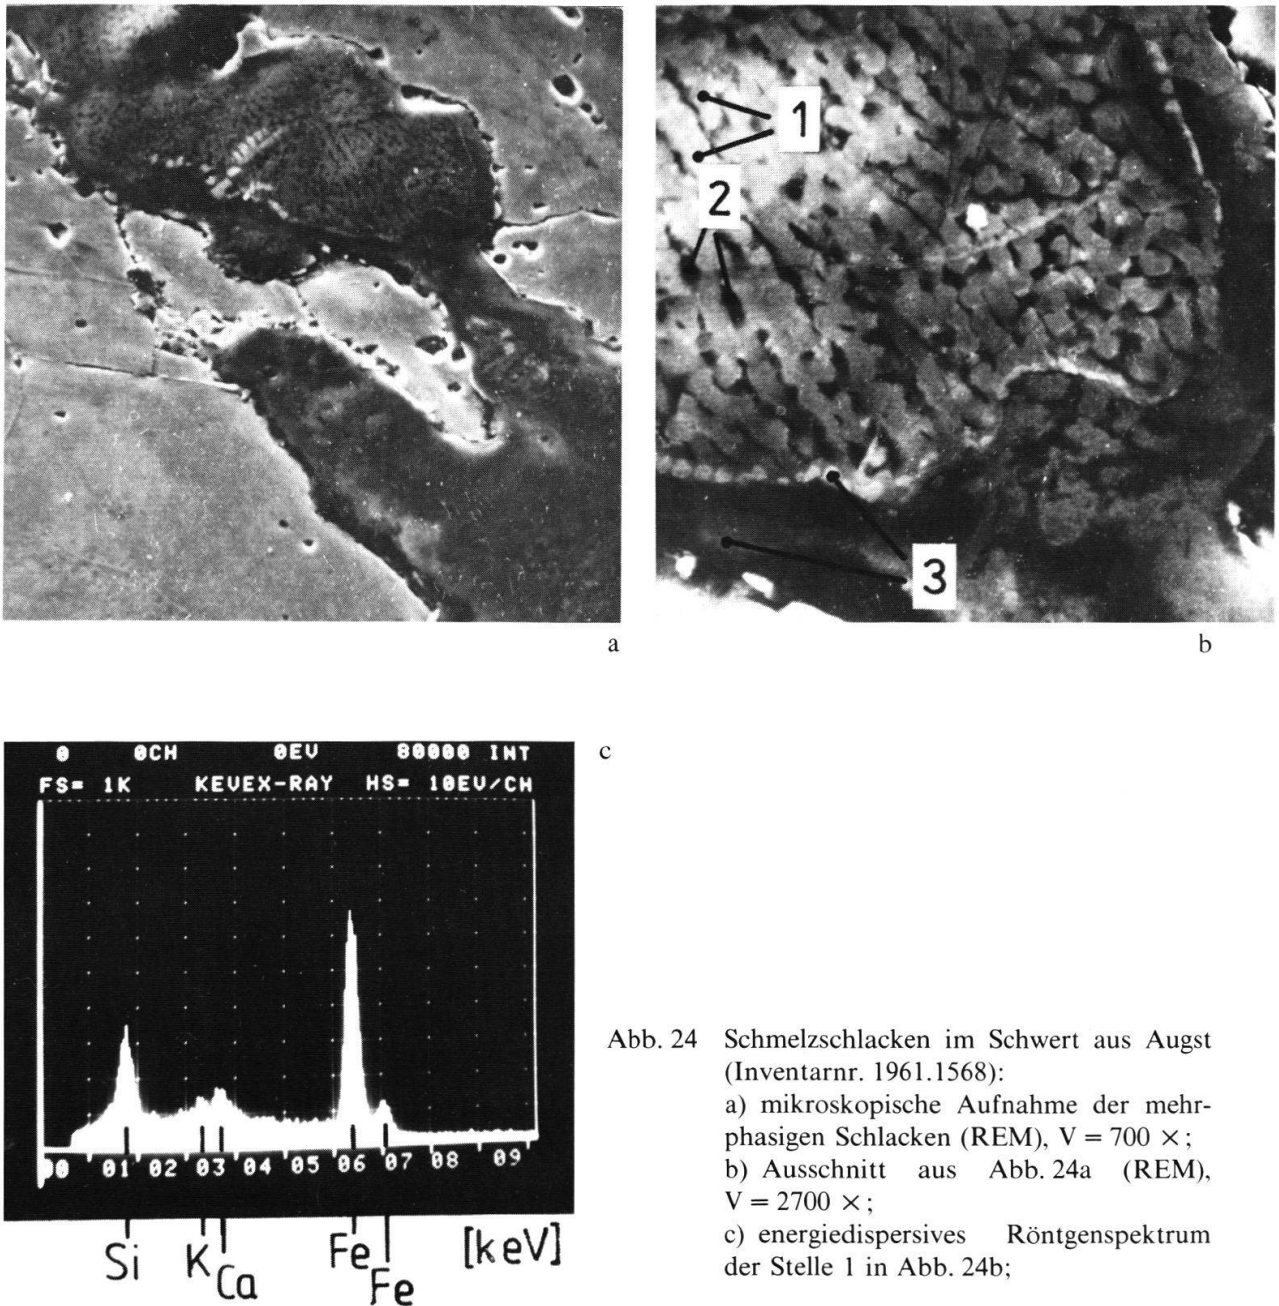 1
2
3
a
b
0 0CH 0EV 80000 INT
FS= 1K KEVEX-RAY HS= 10EV/CH
c
00 01 02 03 04 05 06 07 08 09
Si K Ca Fe Fe [keV]
Abb. 24 Schmelzschlacken im Schwert aus Augst
(Inventarnr. 1961.1568):
a) mikroskopische Aufnahme der mehr-
phasigen Schlacken (REM), V = 700 ×;
b) Ausschnitt aus Abb. 24a (REM),
V = 2700 ×;
c) energiedispersives Röntgenspektrum
der Stelle 1 in Abb. 24b;